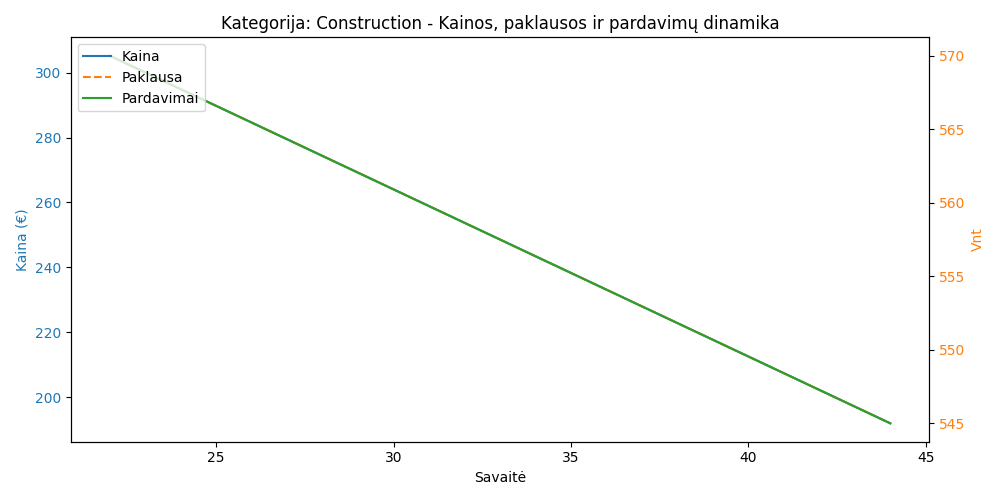 Kategorija: Construction - Kainos, paklausos ir pardavimų dinamika
Kaina
Paklausa
Pardavimai
Kaina (€)
300
280
260
240
220
200
570
565
560
555
550
545
Vnt
25
30
35
40
45
Savaitė